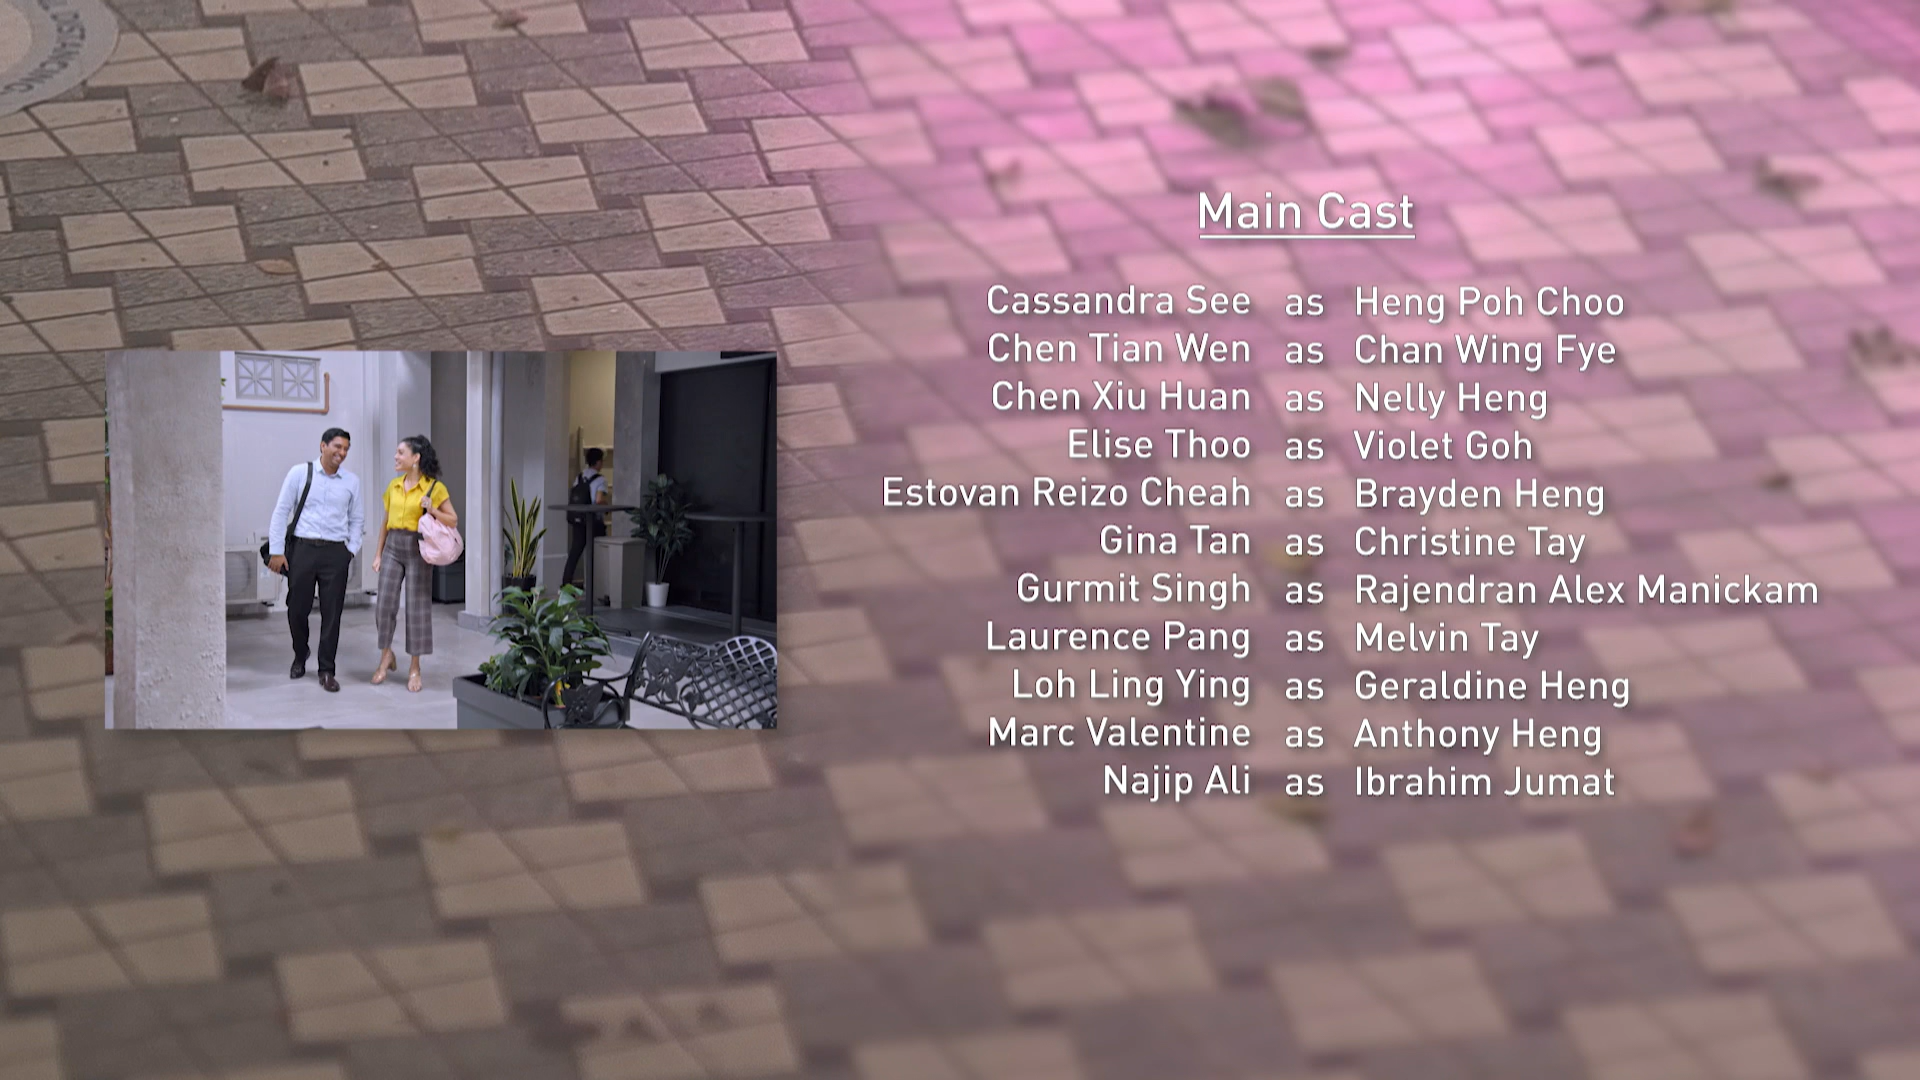 DISTANCING
Main Cast
Cassandra See as Heng Poh Choo
Chen Tian Wen as Chan Wing Fye
Chen Xiu Huan as Nelly Heng
Elise Thoo as Violet Goh
Estovan Reizo Cheah as Brayden Heng
Gina Tan as Christine Tay
Gurmit Singh as Rajendran Alex Manickam
Laurence Pang as Melvin Tay
Loh Ling Ying as Geraldine Heng
Marc Valentine as Anthony Heng
Najip Ali as Ibrahim Jumat